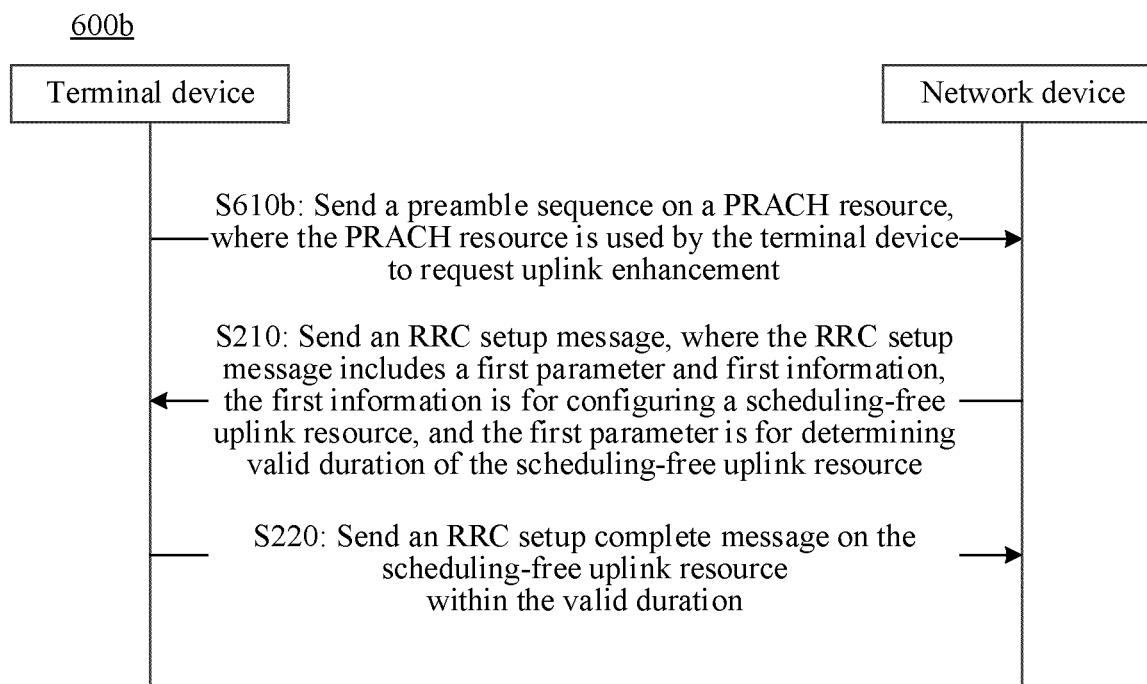 600b
Terminal device
Network device
S610b: Send a preamble sequence on a PRACH resource,
where the PRACH resource is used by the terminal device
to request uplink enhancement
S210: Send an RRC setup message, where the RRC setup
message includes a first parameter and first information,
the first information is for configuring a scheduling-free
uplink resource, and the first parameter is for determining
valid duration of the scheduling-free uplink resource
S220: Send an RRC setup complete message on the
scheduling-free uplink resource
within the valid duration